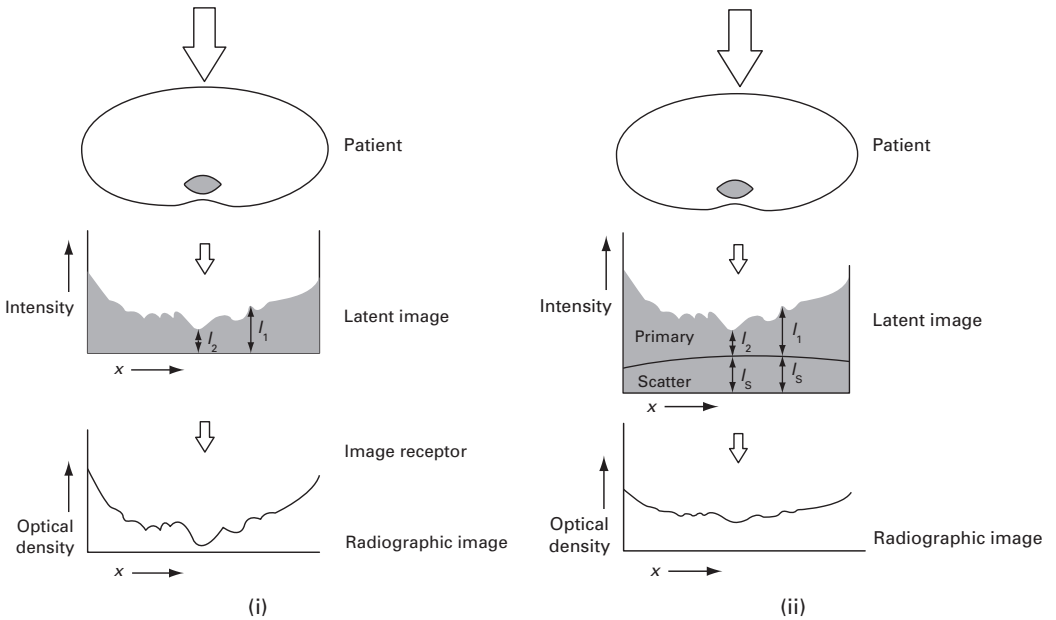 Patient
Intensity
Latent image
I2
I1
x
Image receptor
Optical
density
Radiographic image
x
(i)
Patient
Intensity
Latent image
Primary
I2
I1
Scatter
IS
IS
x
Optical
density
Radiographic image
x
(ii)